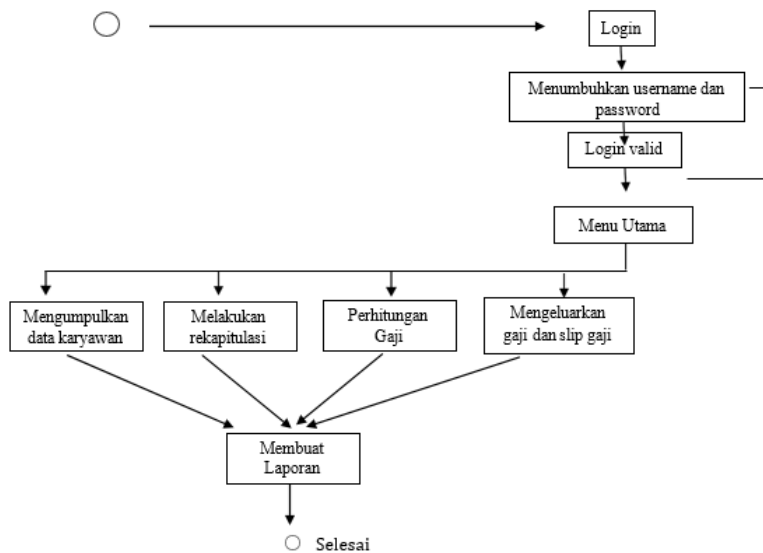 Login
Menumbuhkan username dan
password
Login valid
Menu Utama
Mengumpulkan
data karyawan
Melakukan
rekapitulasi
Perhitungan
Gaji
Mengeluarkan
gaji dan slip gaji
Membuat
Laporan
Selesai